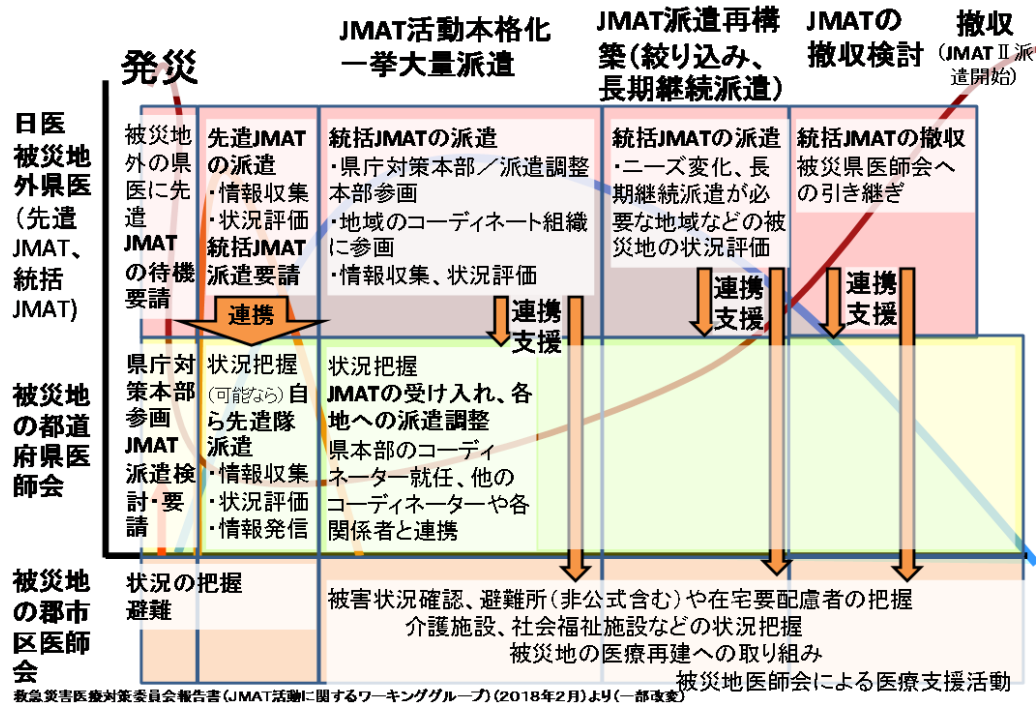 発災
JMAT活動本格化
一挙大量派遣
JMAT派遣再構
築(絞り込み、
長期継続派遣)
JMATの
撤収検討
撤収
(JMATⅡ派
遣開始)
日医
被災地
外県医
(先遣
JMAT、
統括
JMAT)
被災地
外の県
医に先
遣
JMAT
の待機
要請
先遣JMAT
の派遣
・情報収集
・状況評価
統括JMAT
派遣要請
統括JMATの派遣
・県庁対策本部／派遣調整
本部参画
・地域のコーディネート組織
に参画
・情報収集、状況評価
統括JMATの派遣
・ニーズ変化、長
期継続派遣が必
要な地域などの被
災地の状況評価
統括JMATの撤収
被災県医師会へ
の引き継ぎ
連携
連携
支援
連携
支援
連携
支援
被災地
の都道
府県医
師会
県庁対
策本部
参画
JMAT
派遣検
討・要
請
状況把握
(可能なら)自
ら先遣隊
派遣
・情報収集
・状況評価
・情報発信
状況把握
JMATの受け入れ、各
地への派遣調整
県本部のコーディ
ネーター就任、他の
コーディネーターや各
関係者と連携
被災地
の郡市
区医師
会
状況の把握
避難
被害状況確認、避難所(非公式含む)や在宅要配慮者の把握
介護施設、社会福祉施設などの状況把握
被災地の医療再建への取り組み
被災地医師会による医療支援活動
救急災害医療対策委員会報告書(JMAT活動に関するワーキンググループ)(2018年2月)より(一部改変)